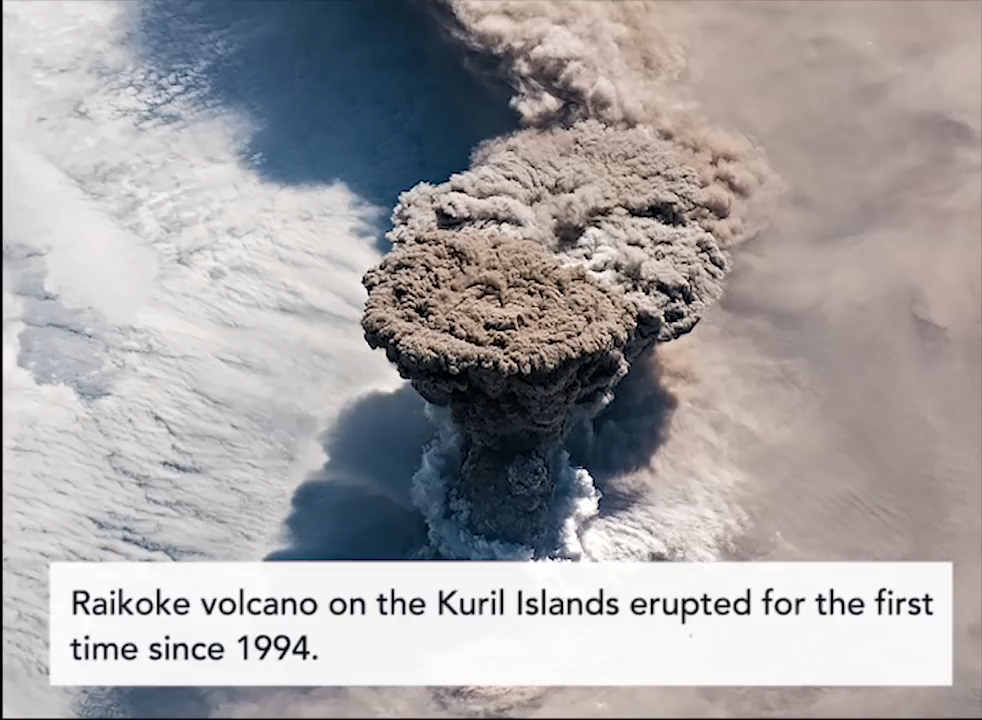 Raikoke volcano on the Kuril Islands erupted for the first
time since 1994.